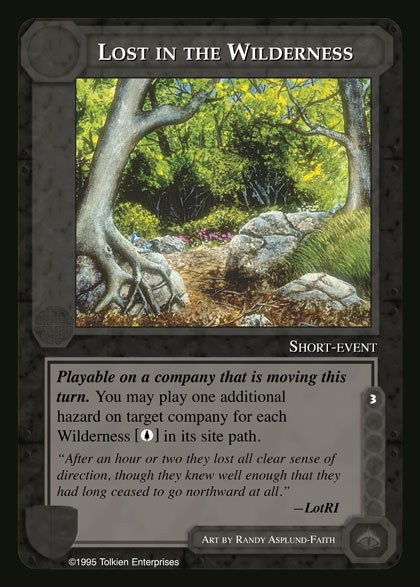 LOST IN THE WILDERNESS
SHORT-EVENT
Playable on a company that is moving this
turn. You may play one additional
hazard on target company for each
Wilderness [ ] in its site path.
3
“After an hour or two they lost all clear sense of
direction, though they knew well enough that they
had long ceased to go northward at all.”
—LotRI
ART BY RANDY ASPLUND-FAITH
©1995 Tolkien Enterprises